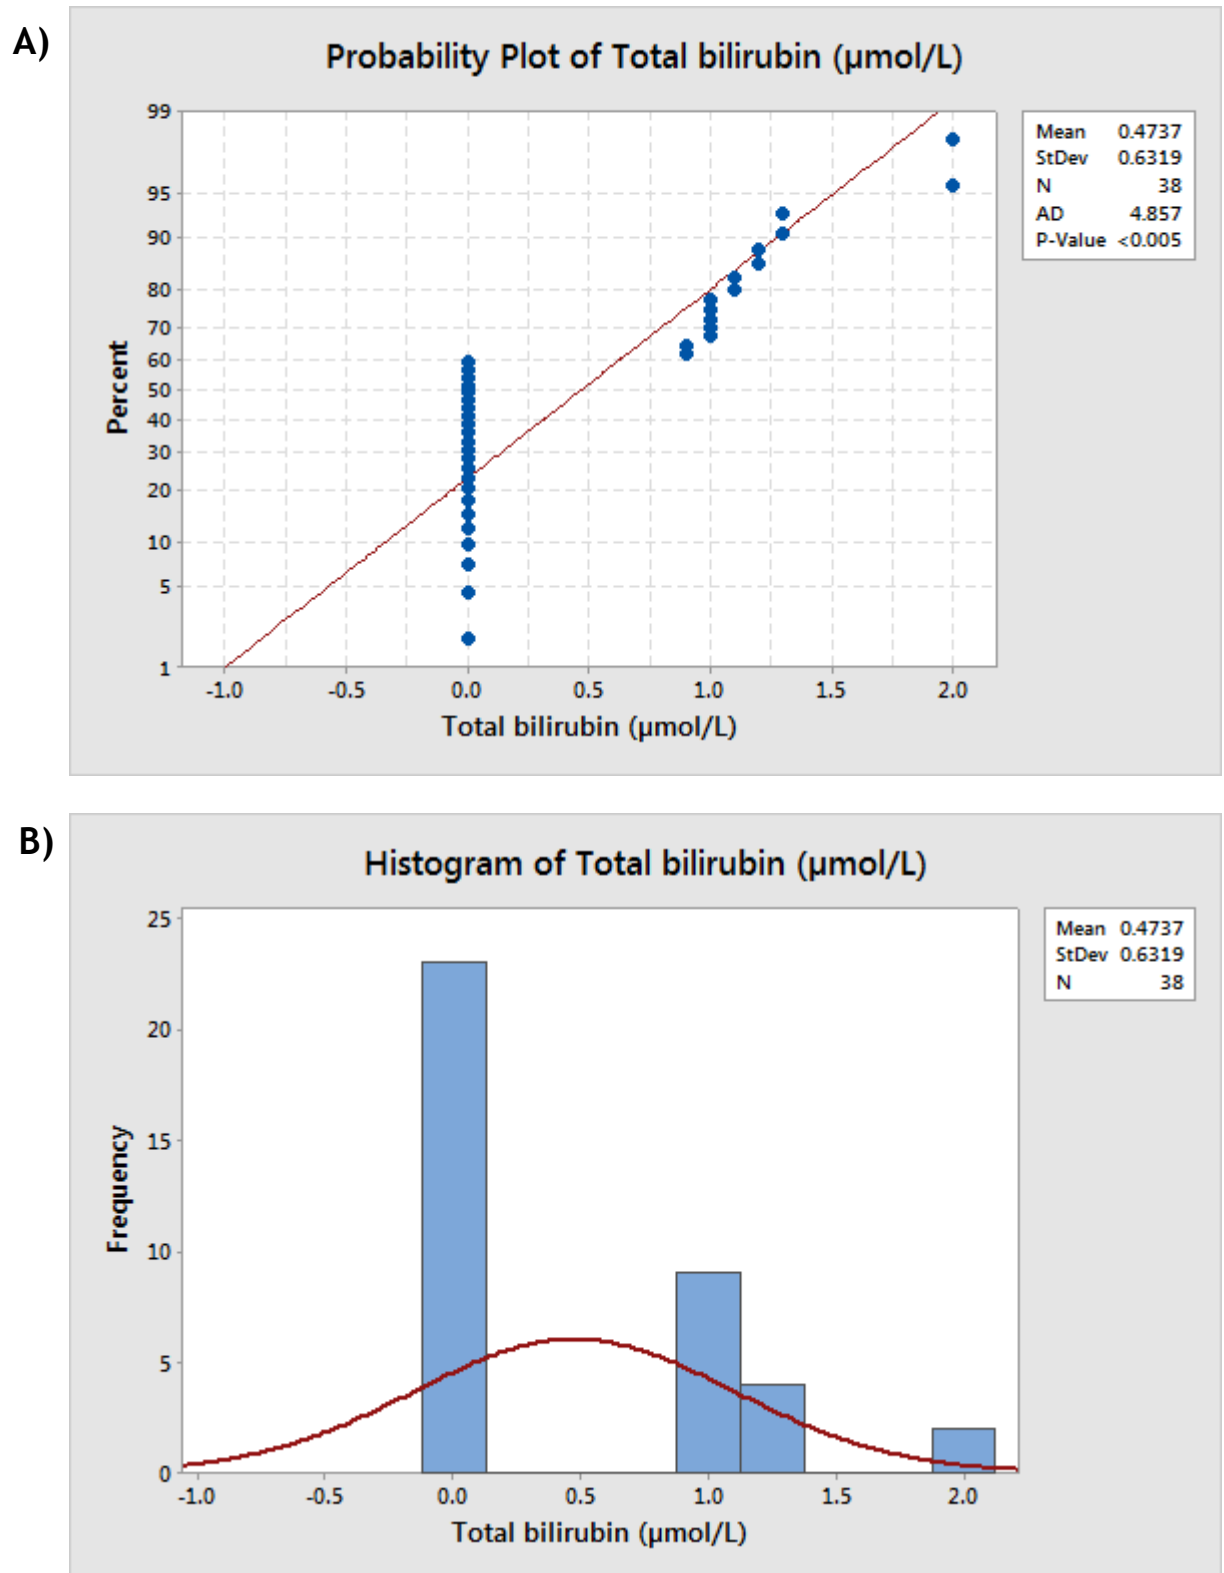 A)
Probability Plot of Total bilirubin (µmol/L)
99
95
90
80
70
60
50
40
30
20
10
5
1
Percent
-1.0 -0.5 0.0 0.5 1.0 1.5 2.0
Total bilirubin (µmol/L)
Mean 0.4737
StDev 0.6319
N 38
AD 4.857
P-Value <0.005
B)
Histogram of Total bilirubin (µmol/L)
25
20
15
10
5
0
Frequency
-1.0 -0.5 0.0 0.5 1.0 1.5 2.0
Total bilirubin (µmol/L)
Mean 0.4737
StDev 0.6319
N 38